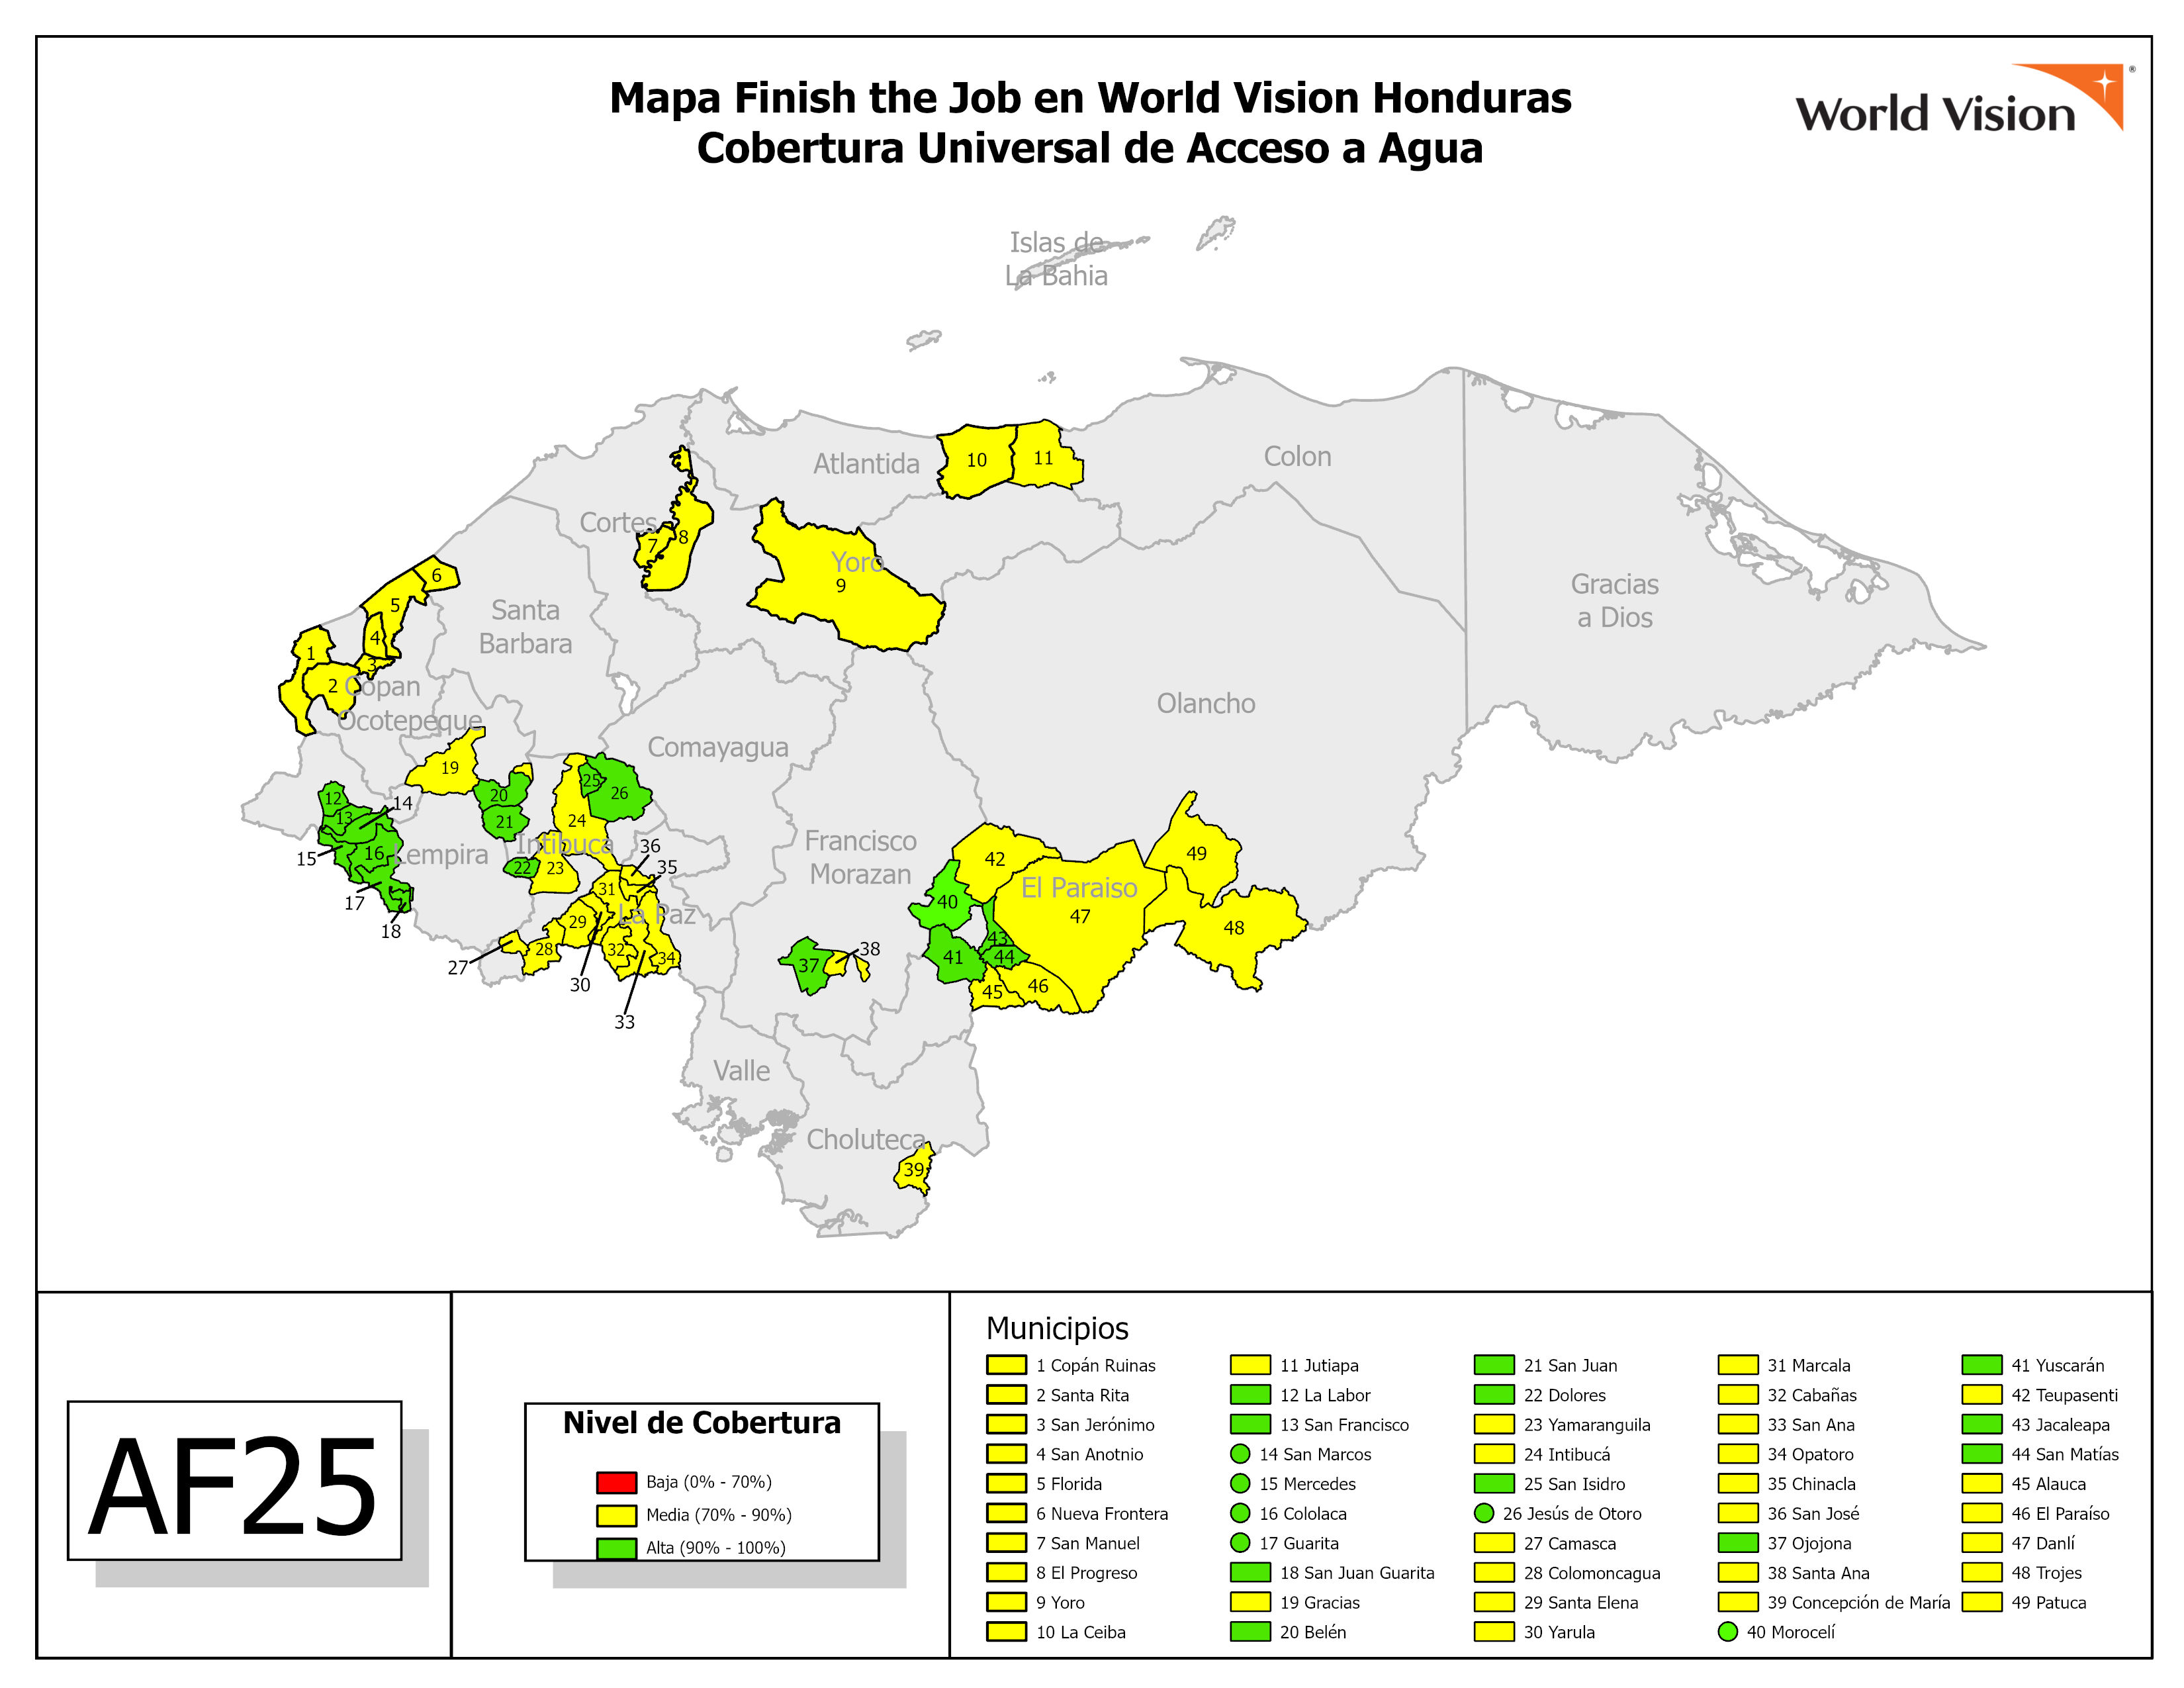 Mapa Finish the Job en World Vision Honduras
Cobertura Universal de Acceso a Agua
World Vision
®
Islas de
La Bahia
Atlantida
10
11
Colon
Cortes
7
8
Yoro
9
Gracias
a Dios
Santa
Barbara
6
5
4
3
1
2
Copan
Ocotepeque
Olancho
Comayagua
19
12
13
14
15
16
17
18
Lempira
20
21
22
23
24
25
26
Intibuca
36
35
31
La Paz
29
28
27
30
32
33
34
Francisco
Morazan
37
38
42
40
41
43
44
45
46
El Paraiso
47
49
48
Valle
Choluteca
39
AF25
Nivel de Cobertura
Baja (0% - 70%)
Media (70% - 90%)
Alta (90% - 100%)
Municipios
1 Copán Ruinas
2 Santa Rita
3 San Jerónimo
4 San Anotnio
5 Florida
6 Nueva Frontera
7 San Manuel
8 El Progreso
9 Yoro
10 La Ceiba
11 Jutiapa
12 La Labor
13 San Francisco
14 San Marcos
15 Mercedes
16 Cololaca
17 Guarita
18 San Juan Guarita
19 Gracias
20 Belén
21 San Juan
22 Dolores
23 Yamaranguila
24 Intibucá
25 San Isidro
26 Jesús de Otoro
27 Camasca
28 Colomoncagua
29 Santa Elena
30 Yarula
31 Marcala
32 Cabañas
33 San Ana
34 Opatoro
35 Chinacla
36 San José
37 Ojojona
38 Santa Ana
39 Concepción de María
40 Morocelí
41 Yuscarán
42 Teupasenti
43 Jacaleapa
44 San Matías
45 Alauca
46 El Paraíso
47 Danlí
48 Trojes
49 Patuca